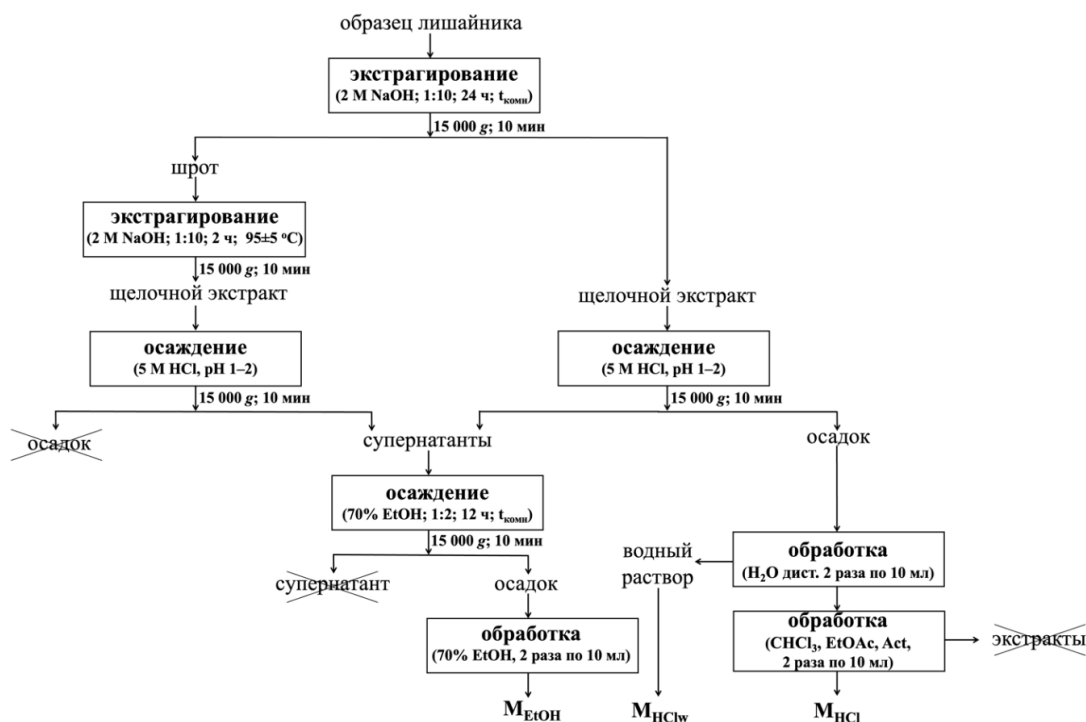 образец лишайника
экстрагирование
(2 М NaOH; 1:10; 24 ч; tкомн)
15 000 g; 10 мин
шрот
экстрагирование
(2 М NaOH; 1:10; 2 ч; 95±5 °C)
15 000 g; 10 мин
щелочной экстракт
щелочной экстракт
осаждение
(5 М HCl, pH 1–2)
осаждение
(5 М HCl, pH 1–2)
15 000 g; 10 мин
15 000 g; 10 мин
осадок
супернатанты
осадок
осаждение
(70% EtOH; 1:2; 12 ч; tкомн)
15 000 g; 10 мин
супернатант
осадок
водный
раствор
обработка
(H2O дист. 2 раза по 10 мл)
обработка
(70% EtOH, 2 раза по 10 мл)
обработка
(CHCl3, EtOAc, Act,
2 раза по 10 мл)
экстракты
MEtOH
MHClw
MHCl